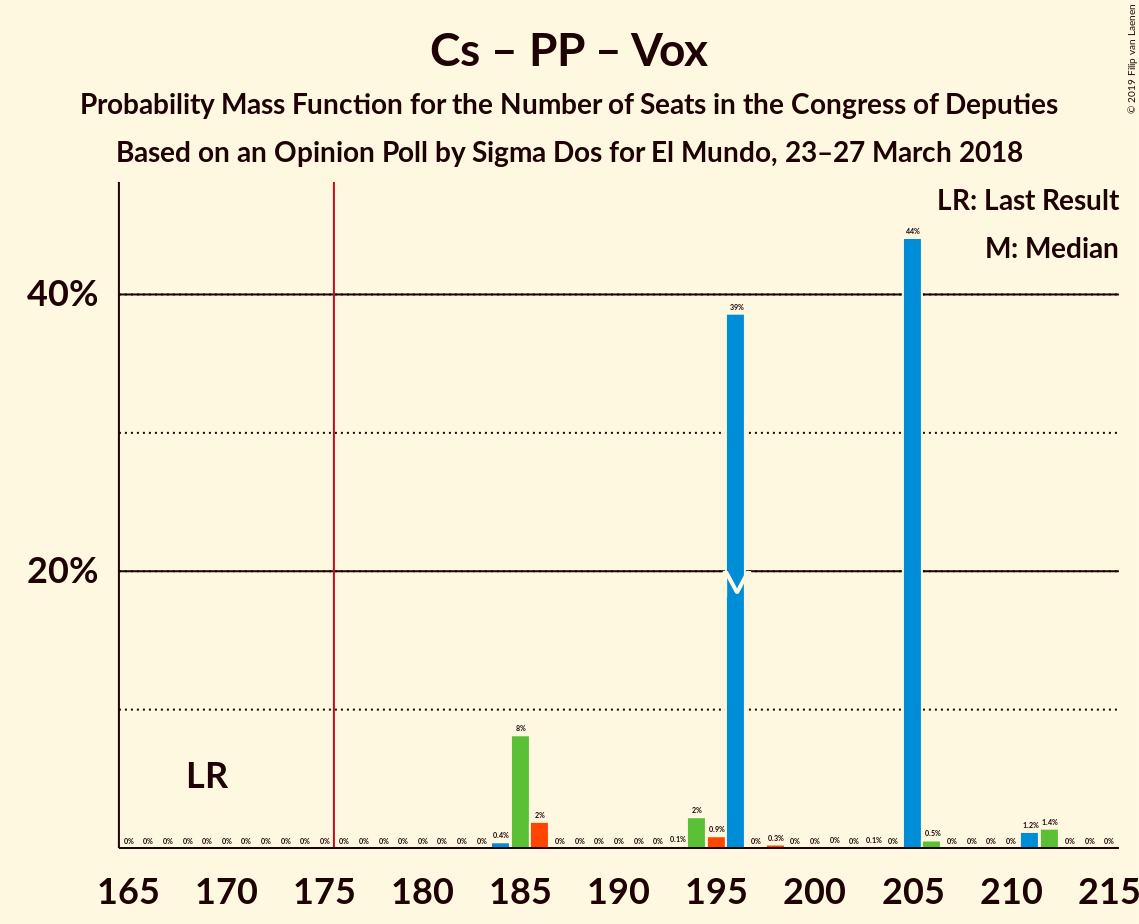 Cs – PP – Vox
Probability Mass Function for the Number of Seats in the Congress of Deputies
Based on an Opinion Poll by Sigma Dos for El Mundo, 23–27 March 2018
© 2019 Filip van Laenen
LR: Last Result
M: Median
40%
20%
LR
0% 0% 0% 0% 0% 0% 0% 0% 0% 0% 0% 0% 0% 0% 0% 0% 0% 0% 0% 0.4% 8% 2% 0% 0% 0% 0% 0% 0% 0.1% 2% 0.9% 39% 0% 0.3% 0% 0% 0% 0% 0.1% 0% 44% 0.5% 0% 0% 0% 0% 1.2% 1.4% 0% 0% 0%
165 170 175 180 185 190 195 200 205 210 215